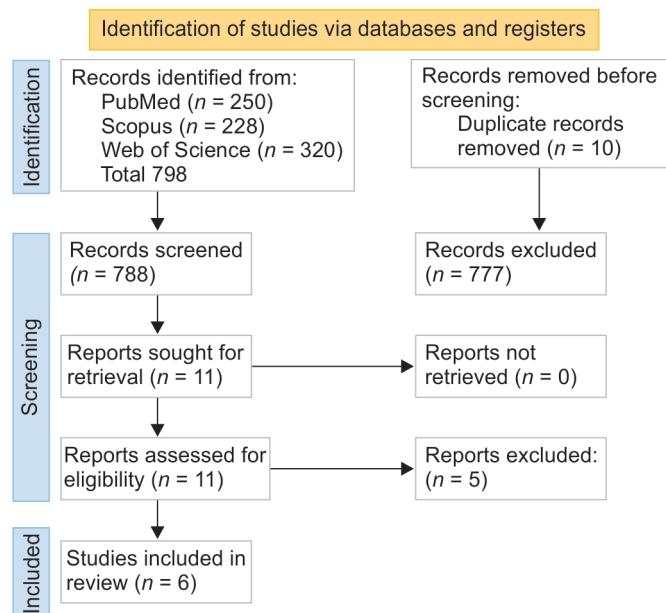 Identification of studies via databases and registers
Identification
Records identified from:
PubMed (n = 250)
Scopus (n = 228)
Web of Science (n = 320)
Total 798
Records removed before
screening:
Duplicate records
removed (n = 10)
Screening
Records screened
(n = 788)
Records excluded
(n = 777)
Reports sought for
retrieval (n = 11)
Reports not
retrieved (n = 0)
Reports assessed for
eligibility (n = 11)
Reports excluded:
(n = 5)
Included
Studies included in
review (n = 6)